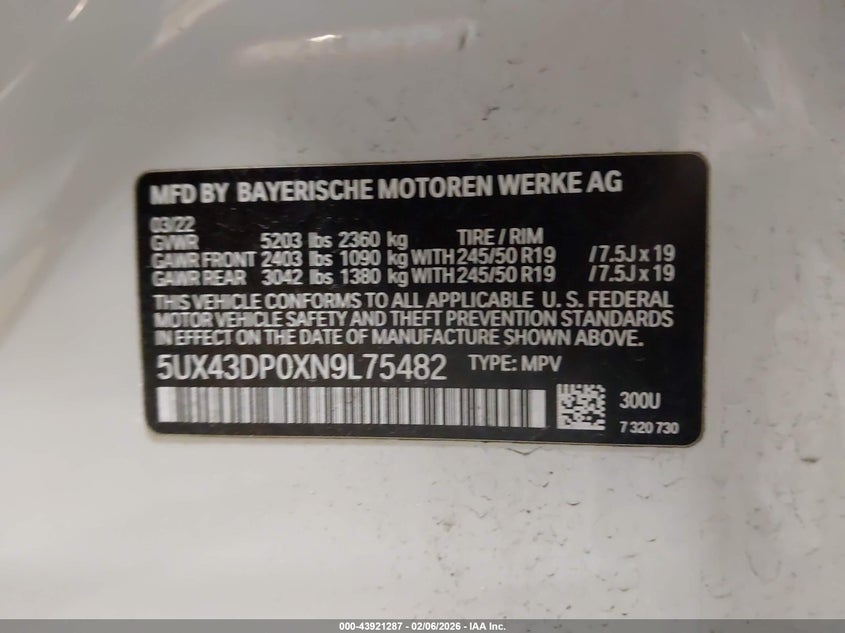 MFD BY BAYERISCHE MOTOREN WERKE AG
03/22
GVWR 5203 lbs 2360 kg TIRE / RIM
GAWR FRONT 2403 lbs 1090 kg WITH 245/50 R19 / 7.5J x 19
GAWR REAR 3042 lbs 1380 kg WITH 245/50 R19 / 7.5J x 19
THIS VEHICLE CONFORMS TO ALL APPLICABLE U. S. FEDERAL
MOTOR VEHICLE SAFETY AND THEFT PREVENTION STANDARDS
IN EFFECT ON THE DATE OF MANUFACTURE SHOWN ABOVE.
5UX43DP0XN9L75482 TYPE: MPV
300U
7 320 730
000-43921287 - 02/06/2026 - IAA Inc.